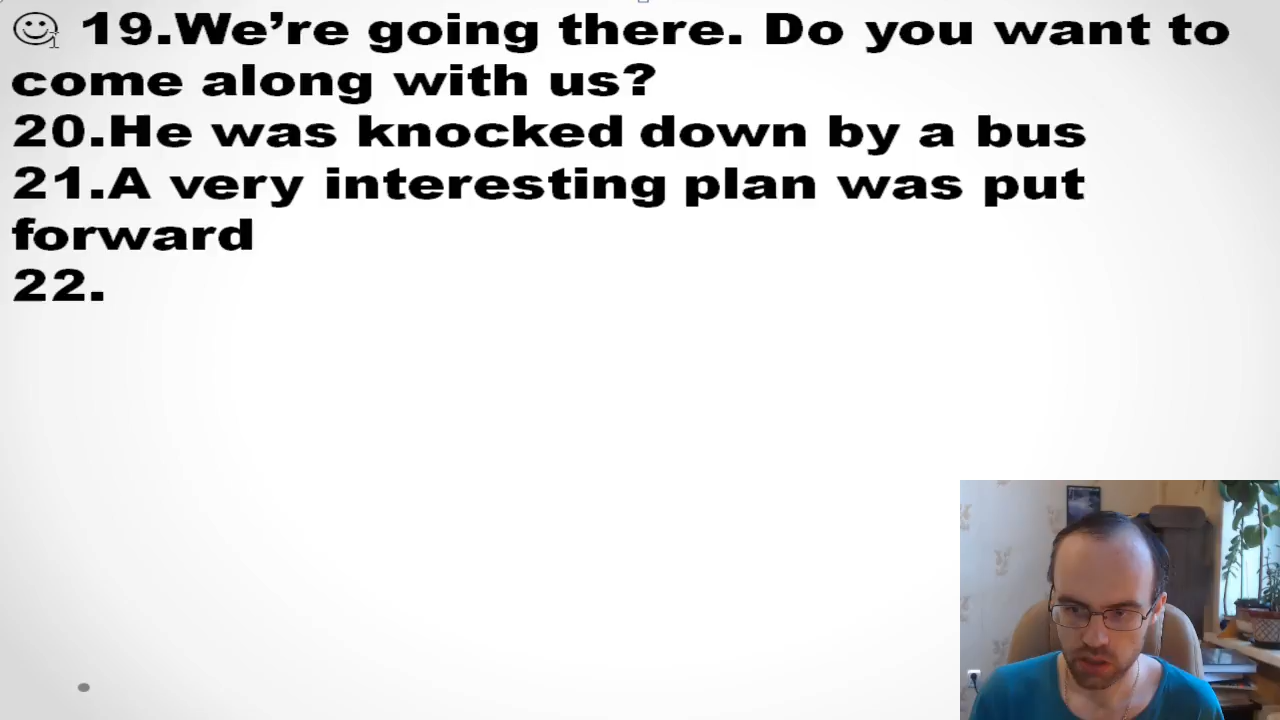 ☺ 19.We’re going there. Do you want to
come along with us?
20.He was knocked down by a bus
21.A very interesting plan was put
forward
22.